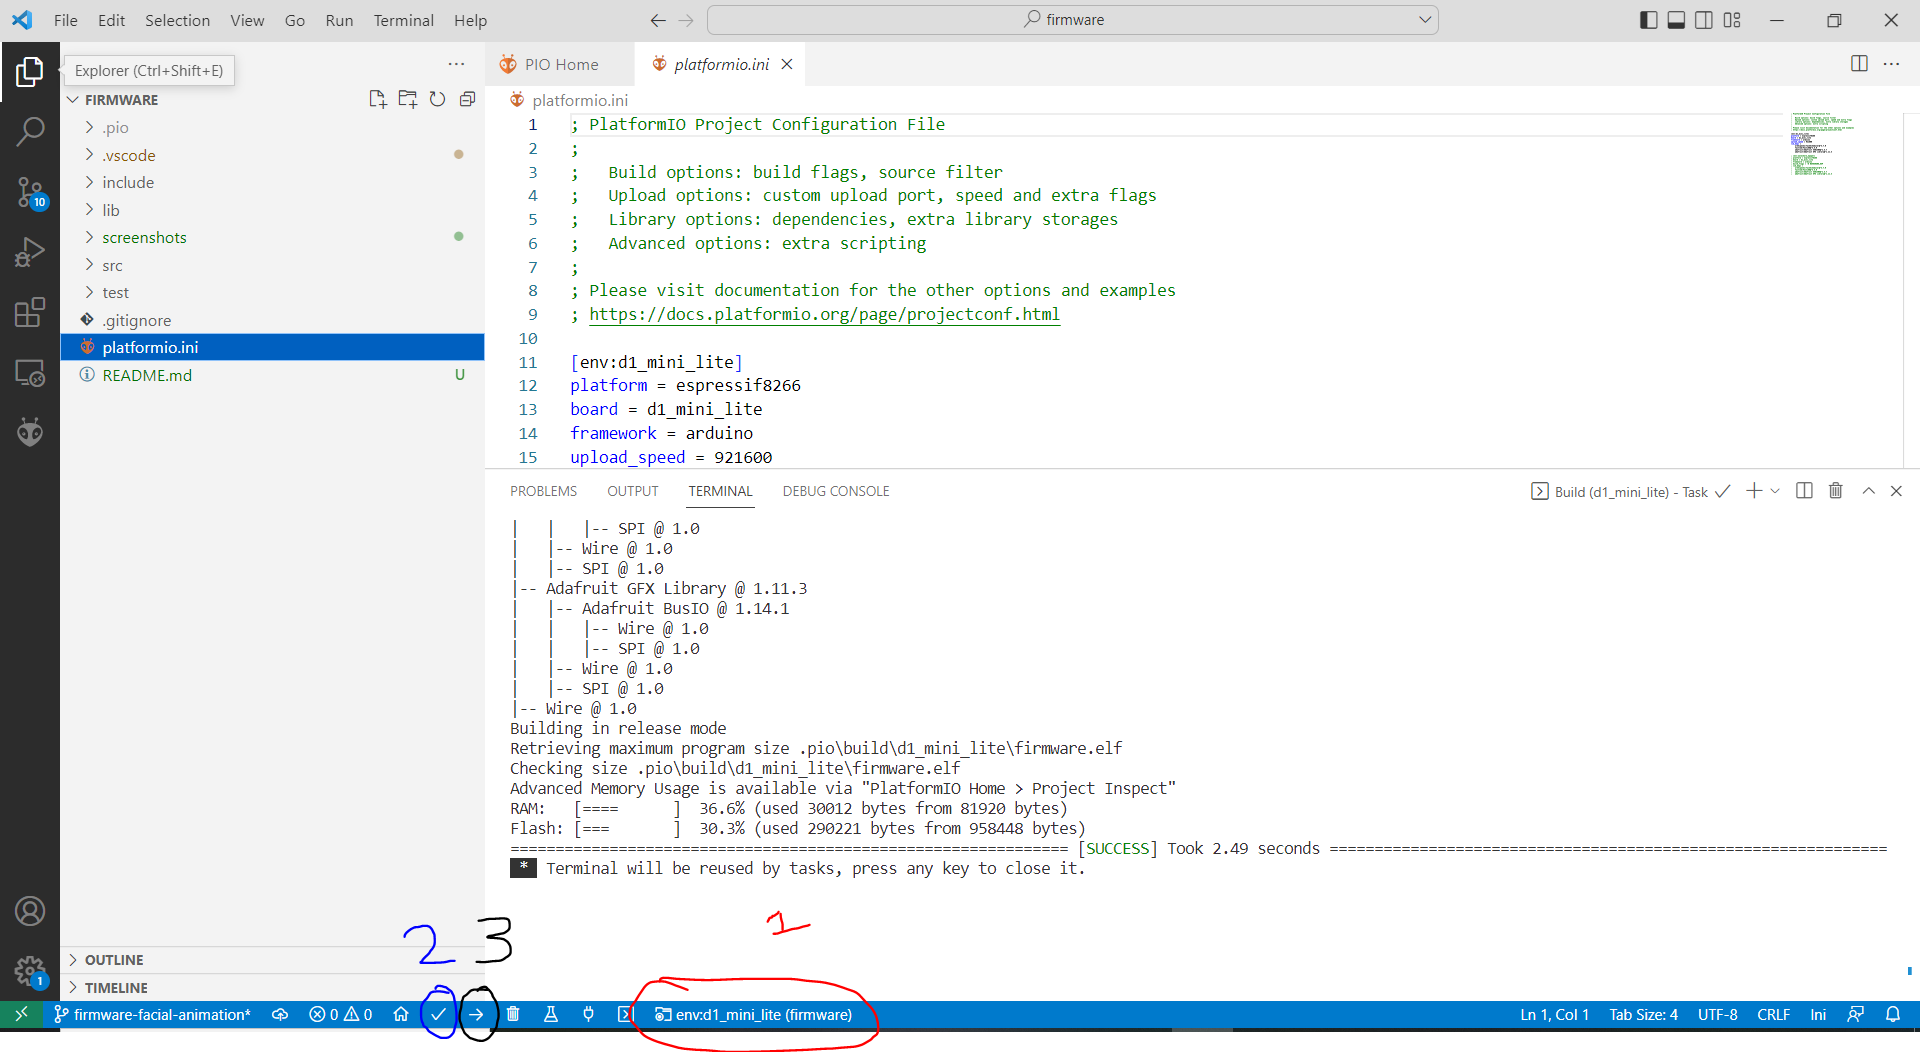 File Edit Selection View Go Run Terminal Help
firmware
Explorer (Ctrl+Shift+E)
PIO Home
platformio.ini
FIRMWARE
.pio
.vscode
include
lib
screenshots
src
test
.gitignore
platformio.ini
README.md U
10
OUTLINE
TIMELINE
1
platformio.ini
1 ; PlatformIO Project Configuration File
2 ;
3 ;   Build options: build flags, source filter
4 ;   Upload options: custom upload port, speed and extra flags
5 ;   Library options: dependencies, extra library storages
6 ;   Advanced options: extra scripting
7 ;
8 ; Please visit documentation for the other options and examples
9 ; https://docs.platformio.org/page/projectconf.html
10
11 [env:d1_mini_lite]
12 platform = espressif8266
13 board = d1_mini_lite
14 framework = arduino
15 upload_speed = 921600
PROBLEMS OUTPUT TERMINAL DEBUG CONSOLE
Build (d1_mini_lite) - Task
|   |   |-- SPI @ 1.0
|   |-- Wire @ 1.0
|   |-- SPI @ 1.0
|-- Adafruit GFX Library @ 1.11.3
|   |-- Adafruit BusIO @ 1.14.1
|   |   |-- Wire @ 1.0
|   |   |-- SPI @ 1.0
|   |-- Wire @ 1.0
|   |-- SPI @ 1.0
|-- Wire @ 1.0
Building in release mode
Retrieving maximum program size .pio\build\d1_mini_lite\firmware.elf
Checking size .pio\build\d1_mini_lite\firmware.elf
Advanced Memory Usage is available via "PlatformIO Home > Project Inspect"
RAM:   [====      ]  36.6% (used 30012 bytes from 81920 bytes)
Flash: [===       ]  30.3% (used 290221 bytes from 958448 bytes)
============================================================== [SUCCESS] Took 2.49 seconds ==============================================================
* Terminal will be reused by tasks, press any key to close it.
2 3 1
firmware-facial-animation* 0 0 env:d1_mini_lite (firmware) Ln 1, Col 1 Tab Size: 4 UTF-8 CRLF Ini